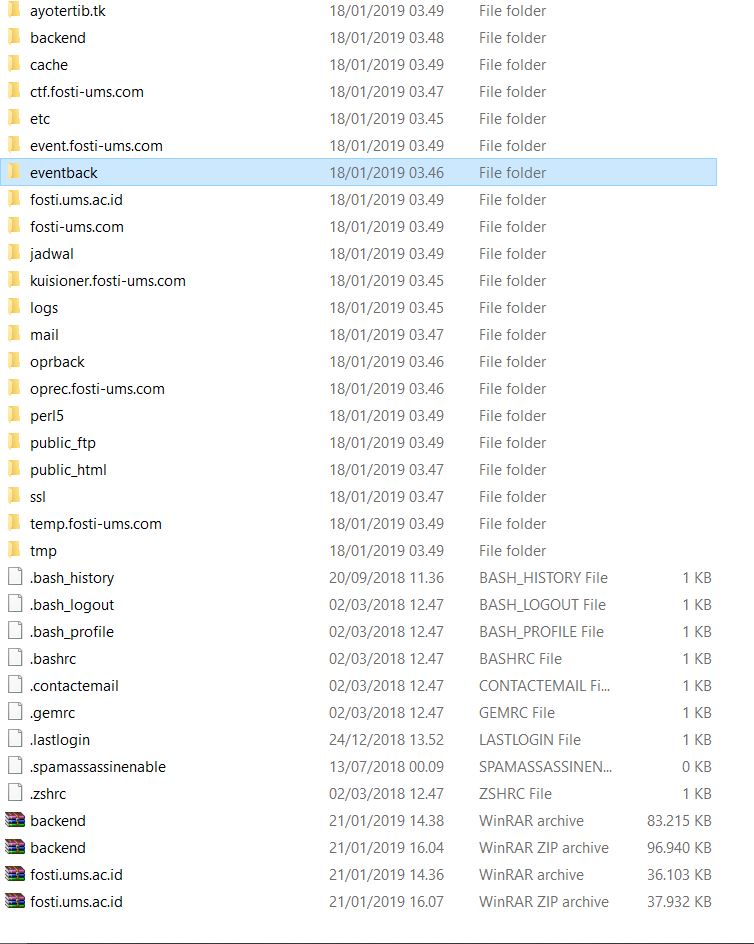 ayotertib.tk 18/01/2019 03.49 File folder
backend 18/01/2019 03.48 File folder
cache 18/01/2019 03.49 File folder
ctf.fosti-ums.com 18/01/2019 03.47 File folder
etc 18/01/2019 03.45 File folder
event.fosti-ums.com 18/01/2019 03.49 File folder
eventback 18/01/2019 03.46 File folder
fosti.ums.ac.id 18/01/2019 03.49 File folder
fosti-ums.com 18/01/2019 03.49 File folder
jadwal 18/01/2019 03.49 File folder
kuisioner.fosti-ums.com 18/01/2019 03.45 File folder
logs 18/01/2019 03.45 File folder
mail 18/01/2019 03.47 File folder
oprback 18/01/2019 03.46 File folder
oprec.fosti-ums.com 18/01/2019 03.46 File folder
perl5 18/01/2019 03.49 File folder
public_ftp 18/01/2019 03.49 File folder
public_html 18/01/2019 03.47 File folder
ssl 18/01/2019 03.47 File folder
temp.fosti-ums.com 18/01/2019 03.49 File folder
tmp 18/01/2019 03.49 File folder
.bash_history 20/09/2018 11.36 BASH_HISTORY File 1 KB
.bash_logout 02/03/2018 12.47 BASH_LOGOUT File 1 KB
.bash_profile 02/03/2018 12.47 BASH_PROFILE File 1 KB
.bashrc 02/03/2018 12.47 BASHRC File 1 KB
.contactemail 02/03/2018 12.47 CONTACTEMAIL Fi... 1 KB
.gemrc 02/03/2018 12.47 GEMRC File 1 KB
.lastlogin 24/12/2018 13.52 LASTLOGIN File 1 KB
.spamassassinenable 13/07/2018 00.09 SPAMASSASSINEN... 0 KB
.zshrc 02/03/2018 12.47 ZSHRC File 1 KB
backend 21/01/2019 14.38 WinRAR archive 83.215 KB
backend 21/01/2019 16.04 WinRAR ZIP archive 96.940 KB
fosti.ums.ac.id 21/01/2019 14.36 WinRAR archive 36.103 KB
fosti.ums.ac.id 21/01/2019 16.07 WinRAR ZIP archive 37.932 KB